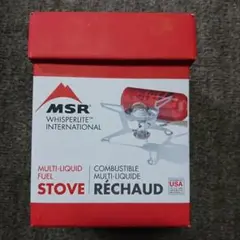 MSR
WHISPERLITE™
INTERNATIONAL
MULTI-LIQUID
FUEL
STOVE
COMBUSTIBLE
MULTI-LIQUIDE
RÉCHAUD
USA